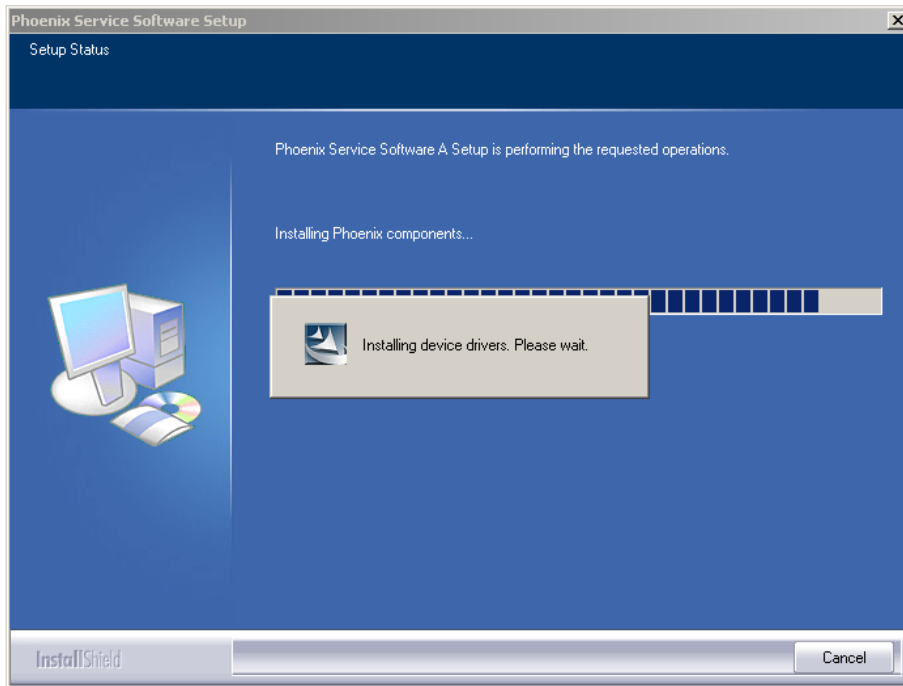 Phoenix Service Software Setup
Setup Status
Phoenix Service Software A Setup is performing the requested operations.
Installing Phoenix components...
Installing device drivers. Please wait.
InstallShield
Cancel